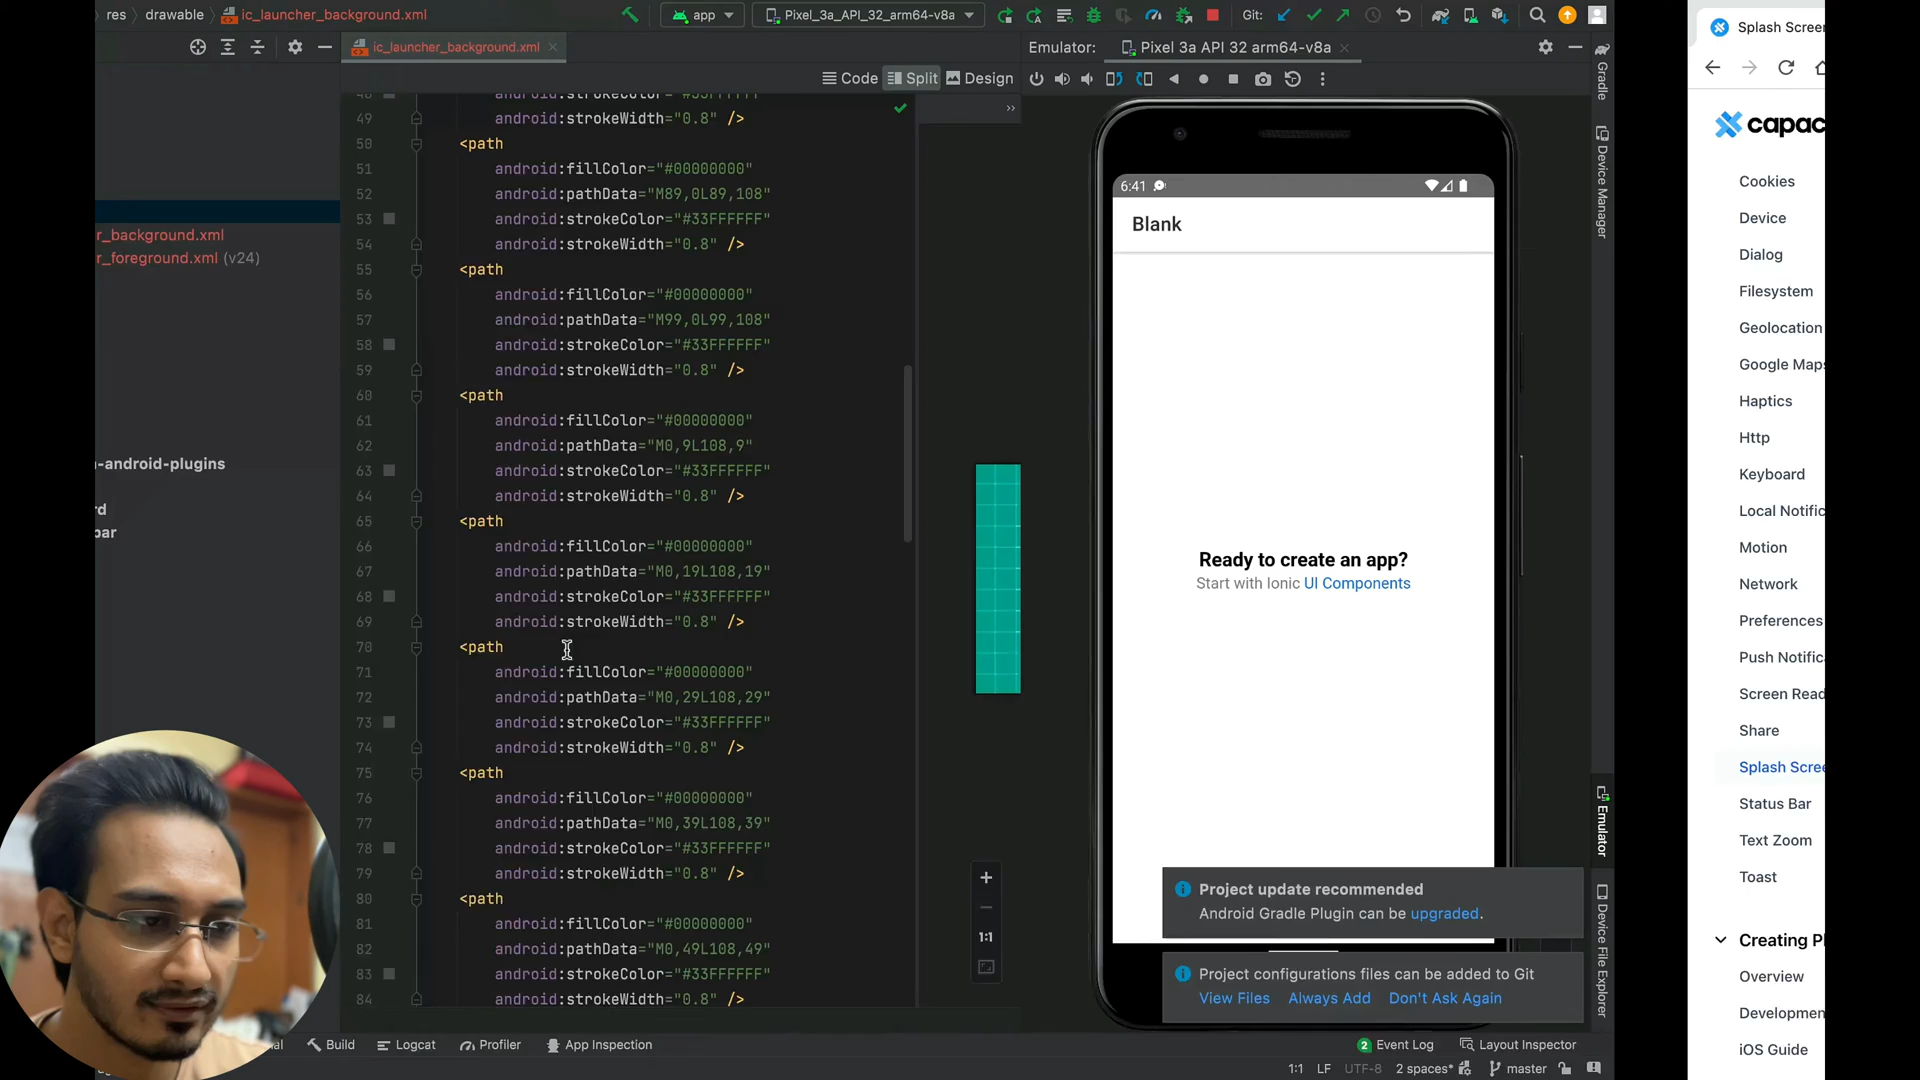 res
drawable
ic_launcher_background.xml
app
Pixel_3a_API_32_arm64-v8a
Git:
ic_launcher_background.xml
Emulator:
Pixel 3a API 32 arm64-v8a
Code
Split
Design
r_background.xml
r_foreground.xml (v24)
-android-plugins
49 android:strokeWidth="0.8" />
50 <path
51 android:fillColor="#00000000"
52 android:pathData="M89,0L89,108"
53 android:strokeColor="#33FFFFFF"
54 android:strokeWidth="0.8" />
55 <path
56 android:fillColor="#00000000"
57 android:pathData="M99,0L99,108"
58 android:strokeColor="#33FFFFFF"
59 android:strokeWidth="0.8" />
60 <path
61 android:fillColor="#00000000"
62 android:pathData="M0,9L108,9"
63 android:strokeColor="#33FFFFFF"
64 android:strokeWidth="0.8" />
65 <path
66 android:fillColor="#00000000"
67 android:pathData="M0,19L108,19"
68 android:strokeColor="#33FFFFFF"
69 android:strokeWidth="0.8" />
70 <path
71 android:fillColor="#00000000"
72 android:pathData="M0,29L108,29"
73 android:strokeColor="#33FFFFFF"
74 android:strokeWidth="0.8" />
75 <path
76 android:fillColor="#00000000"
77 android:pathData="M0,39L108,39"
78 android:strokeColor="#33FFFFFF"
79 android:strokeWidth="0.8" />
80 <path
81 android:fillColor="#00000000"
82 android:pathData="M0,49L108,49"
83 android:strokeColor="#33FFFFFF"
84 android:strokeWidth="0.8" />
1:1
6:41
Blank
Ready to create an app?
Start with Ionic UI Components
Project update recommended
Android Gradle Plugin can be upgraded.
Project configurations files can be added to Git
View Files Always Add Don't Ask Again
Gradle
Device Manager
Emulator
Device File Explorer
Build
Logcat
Profiler
App Inspection
2 Event Log
Layout Inspector
1:1 LF UTF-8 2 spaces* master
Splash Screen
capac
Cookies
Device
Dialog
Filesystem
Geolocation
Google Maps
Haptics
Http
Keyboard
Local Notific
Motion
Network
Preferences
Push Notific
Screen Read
Share
Splash Scree
Status Bar
Text Zoom
Toast
Creating Pl
Overview
Developmen
iOS Guide